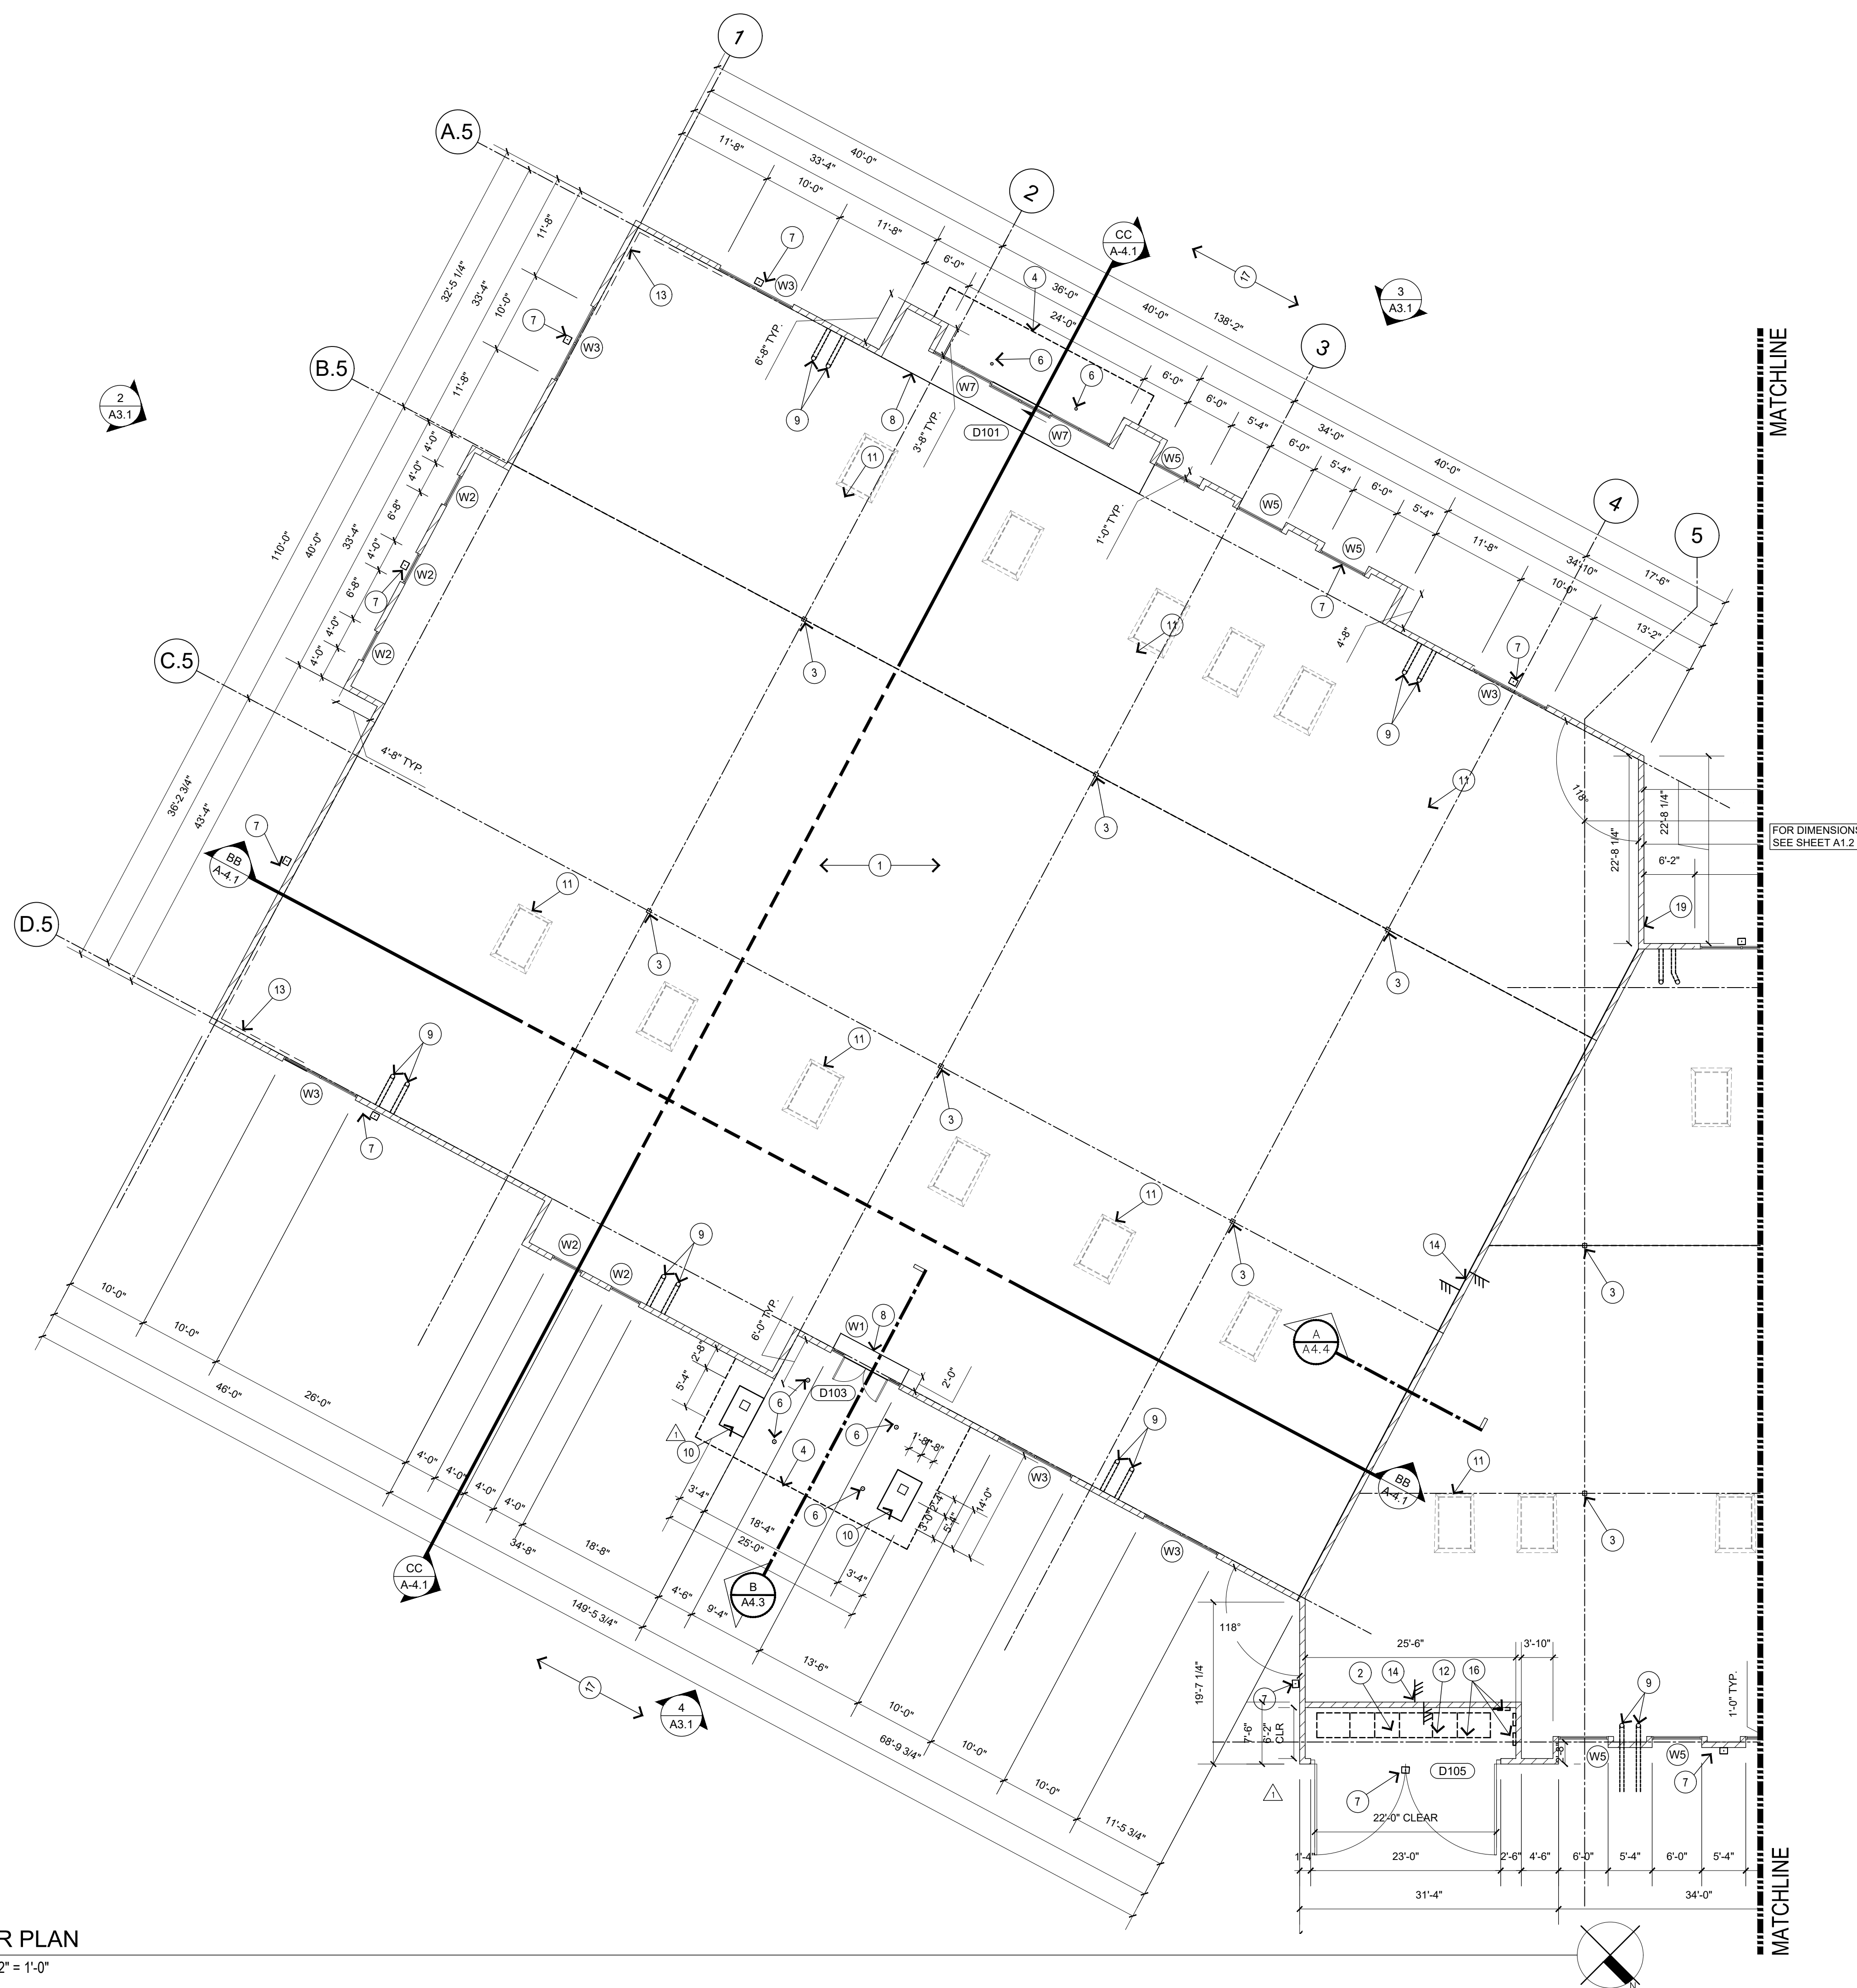 1
A.5
2
B.5
3
C.5
4
D.5
5
40'-0"
33'-4"
11'-8"
10'-0"
11'-8"
138'-2"
40'-0"
36'-0"
6'-0"
24'-0"
6'-0"
6'-0"
6'-0"
5'-4"
34'-0"
6'-0"
5'-4"
40'-0"
6'-0"
5'-4"
11'-8"
34'-10"
10'-0"
17'-6"
13'-2"
32'-5 1/4"
33'-4"
11'-8"
10'-0"
11'-8"
110'-0"
40'-0"
33'-4"
4'-0"
4'-0"
6'-8"
4'-0"
6'-8"
4'-0"
4'-0"
36'-2 3/4"
43'-4"
4'-8" TYP.
CC
A-4.1
17
3
A3.1
2
A3.1
7
W3
13
7
W3
4
6
6
6'-8" TYP.
9
8
3'-8" TYP.
W7
D101
W7
W5
W5
W5
1'-0" TYP.
7
4'-8"
7
W3
9
11
11
11
W2
W2
W2
7
3
3
3
1
118°
22'-8 1/4"
22'-8 1/4"
6'-2"
19
FOR DIMENSIONS
SEE SHEET A1.2
MATCHLINE
7
BB
A-4.1
11
3
11
3
11
3
13
9
W3
7
9
W2
W2
14
3
A
A4.4
6'-0" TYP.
W1
8
2'-8"
5'-4"
6
D103
2'-0"
1
10
4
6
1'-8"
1'-8"
6
10
3'-4"
18'-4"
25'-0"
3'-4"
2'-4"
3'-0"
5'-4"
14'-0"
W3
9
W3
BB
A-4.1
11
3
10'-0"
10'-0"
46'-0"
26'-0"
4'-0"
4'-0"
4'-0"
4'-0"
34'-8"
18'-8"
CC
A-4.1
149'-5 3/4"
4'-6"
9'-4"
13'-6"
10'-0"
68'-9 3/4"
10'-0"
10'-0"
11'-5 3/4"
B
A4.3
17
4
A3.1
118°
19'-7 1/4"
7'-6"
6'-2"
CLR
25'-6"
3'-10"
2
14
12
16
7
9
1'-0" TYP.
W5
W5
7
7
D105
22'-0" CLEAR
1
1'-4"
23'-0"
2'-6"
4'-6"
6'-0"
5'-4"
6'-0"
5'-4"
31'-4"
34'-0"
MATCHLINE
R PLAN
2" = 1'-0"
N